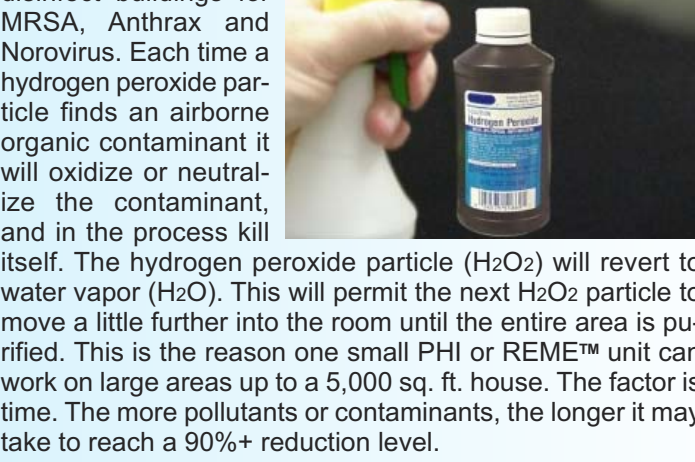 MRSA, Anthrax and
Norovirus. Each time a
hydrogen peroxide par-
ticle finds an airborne
organic contaminant it
will oxidize or neutral-
ize the contaminant,
and in the process kill
itself. The hydrogen peroxide particle (H2O2) will revert to
water vapor (H2O). This will permit the next H2O2 particle to
move a little further into the room until the entire area is pu-
rified. This is the reason one small PHI or REME™ unit can
work on large areas up to a 5,000 sq. ft. house. The factor is
time. The more pollutants or contaminants, the longer it may
take to reach a 90%+ reduction level.
Hydrogen Peroxide